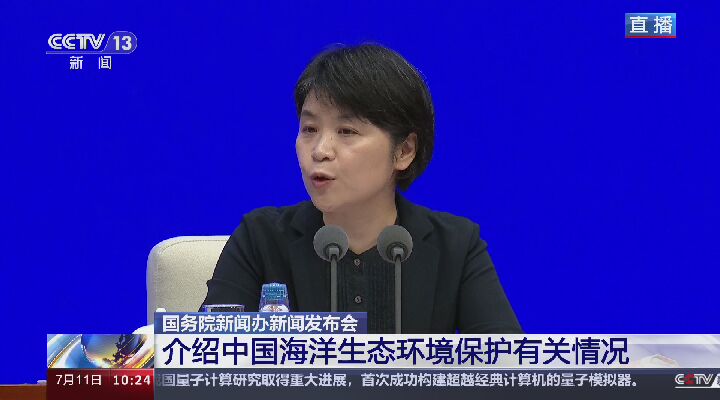 CCTV 13
新闻
直播
国务院新闻办新闻发布会
介绍中国海洋生态环境保护有关情况
7月11日 10:24 国量子计算研究取得重大进展，首次成功构建超越经典计算机的量子模拟器。 CCTV